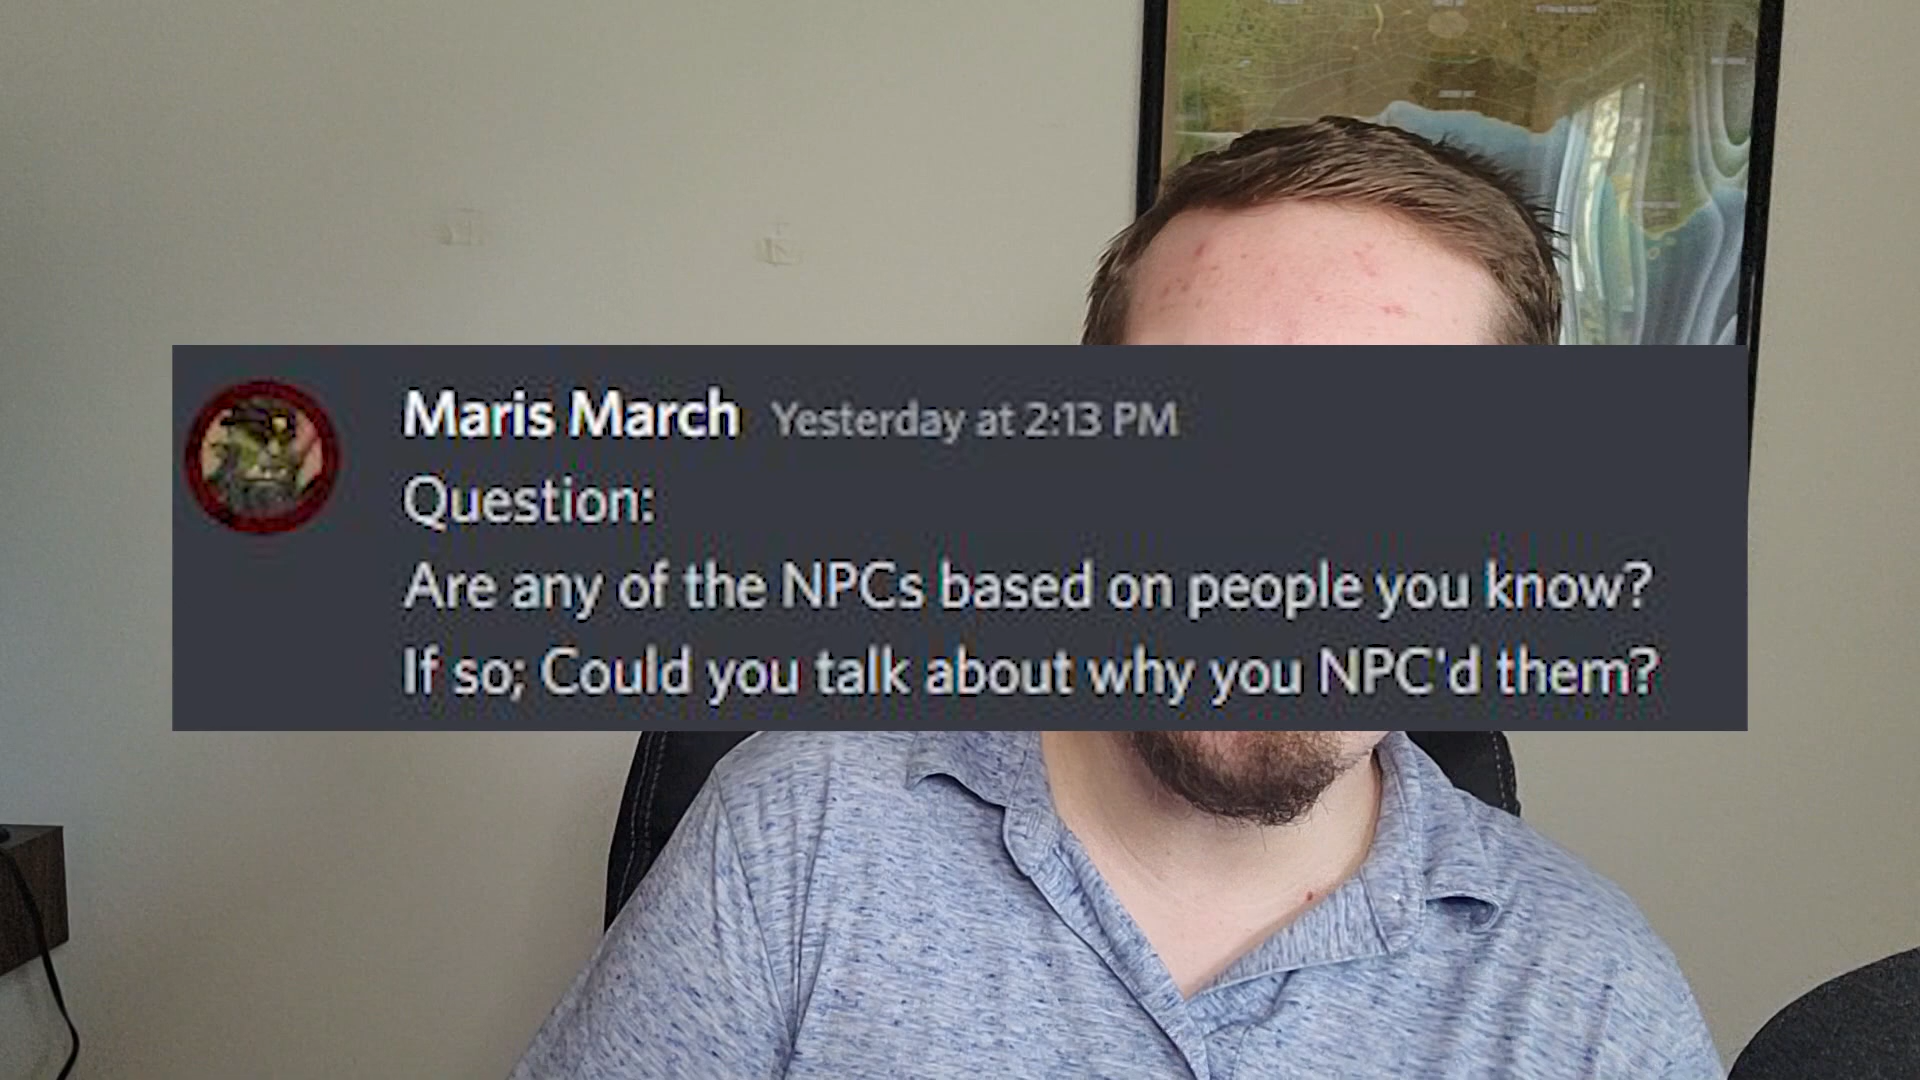 Maris March Yesterday at 2:13 PM
Question:
Are any of the NPCs based on people you know?
If so; Could you talk about why you NPC'd them?